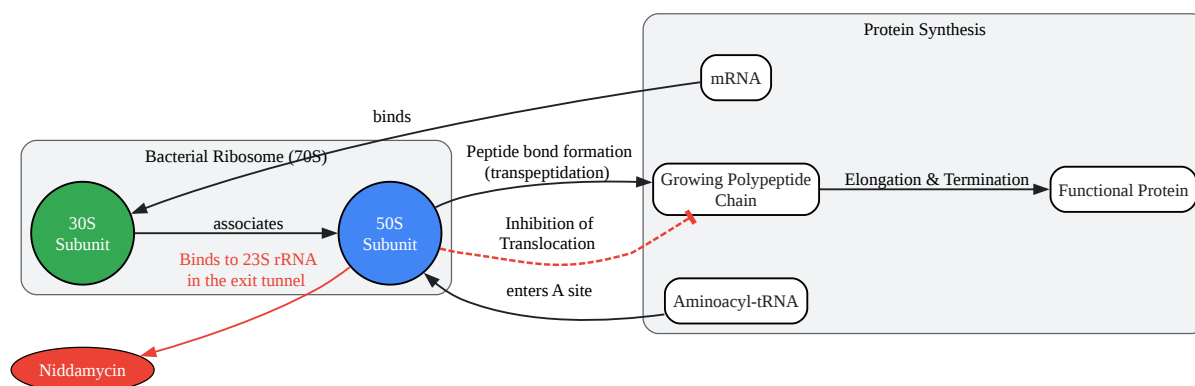 Protein Synthesis
mRNA
binds
Bacterial Ribosome (70S)
Peptide bond formation
(transpeptidation)
Growing Polypeptide
Chain
Elongation & Termination
Functional Protein
30S
Subunit
associates
50S
Subunit
Inhibition of
Translocation
Binds to 23S rRNA
in the exit tunnel
enters A site
Aminoacyl-tRNA
Niddamycin